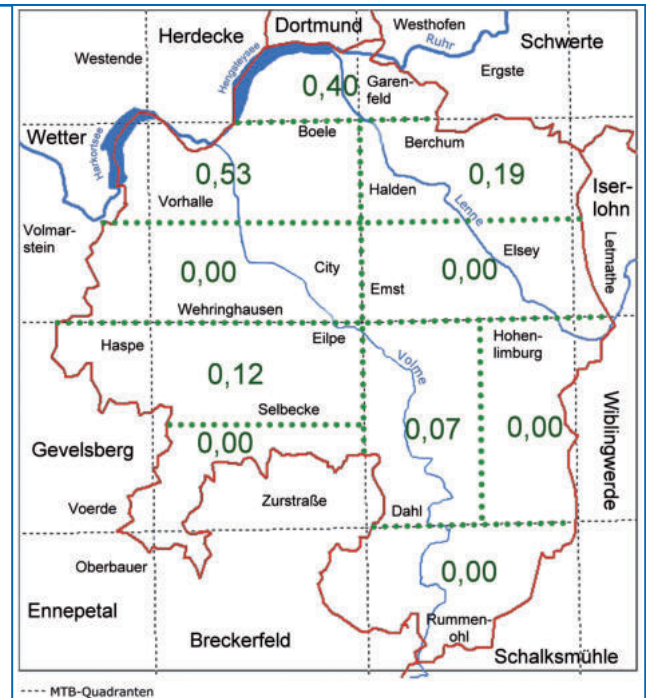 Dortmund
Herdecke
Westhofen
Schwerte
Ruhr
Westende
Hengsteysee
Garen-
feld
Ergste
0,40
Boele
Wetter
Berchum
Harkortsee
0,53
0,19
Iser-
lohn
Vorhalle
Halden
Lenne
Volmar-
stein
Letmathe
Elsey
0,00
City
0,00
Emst
Wehringhausen
Haspe
Eilpe
Volme
Hohen-
limburg
0,12
Selbecke
Wiblingwerde
0,07
0,00
0,00
Gevelsberg
Zurstraße
Voerde
Dahl
Oberbauer
0,00
Ennepetal
Rummen-
ohl
Breckerfeld
Schalksmühle
---- MTB-Quadranten